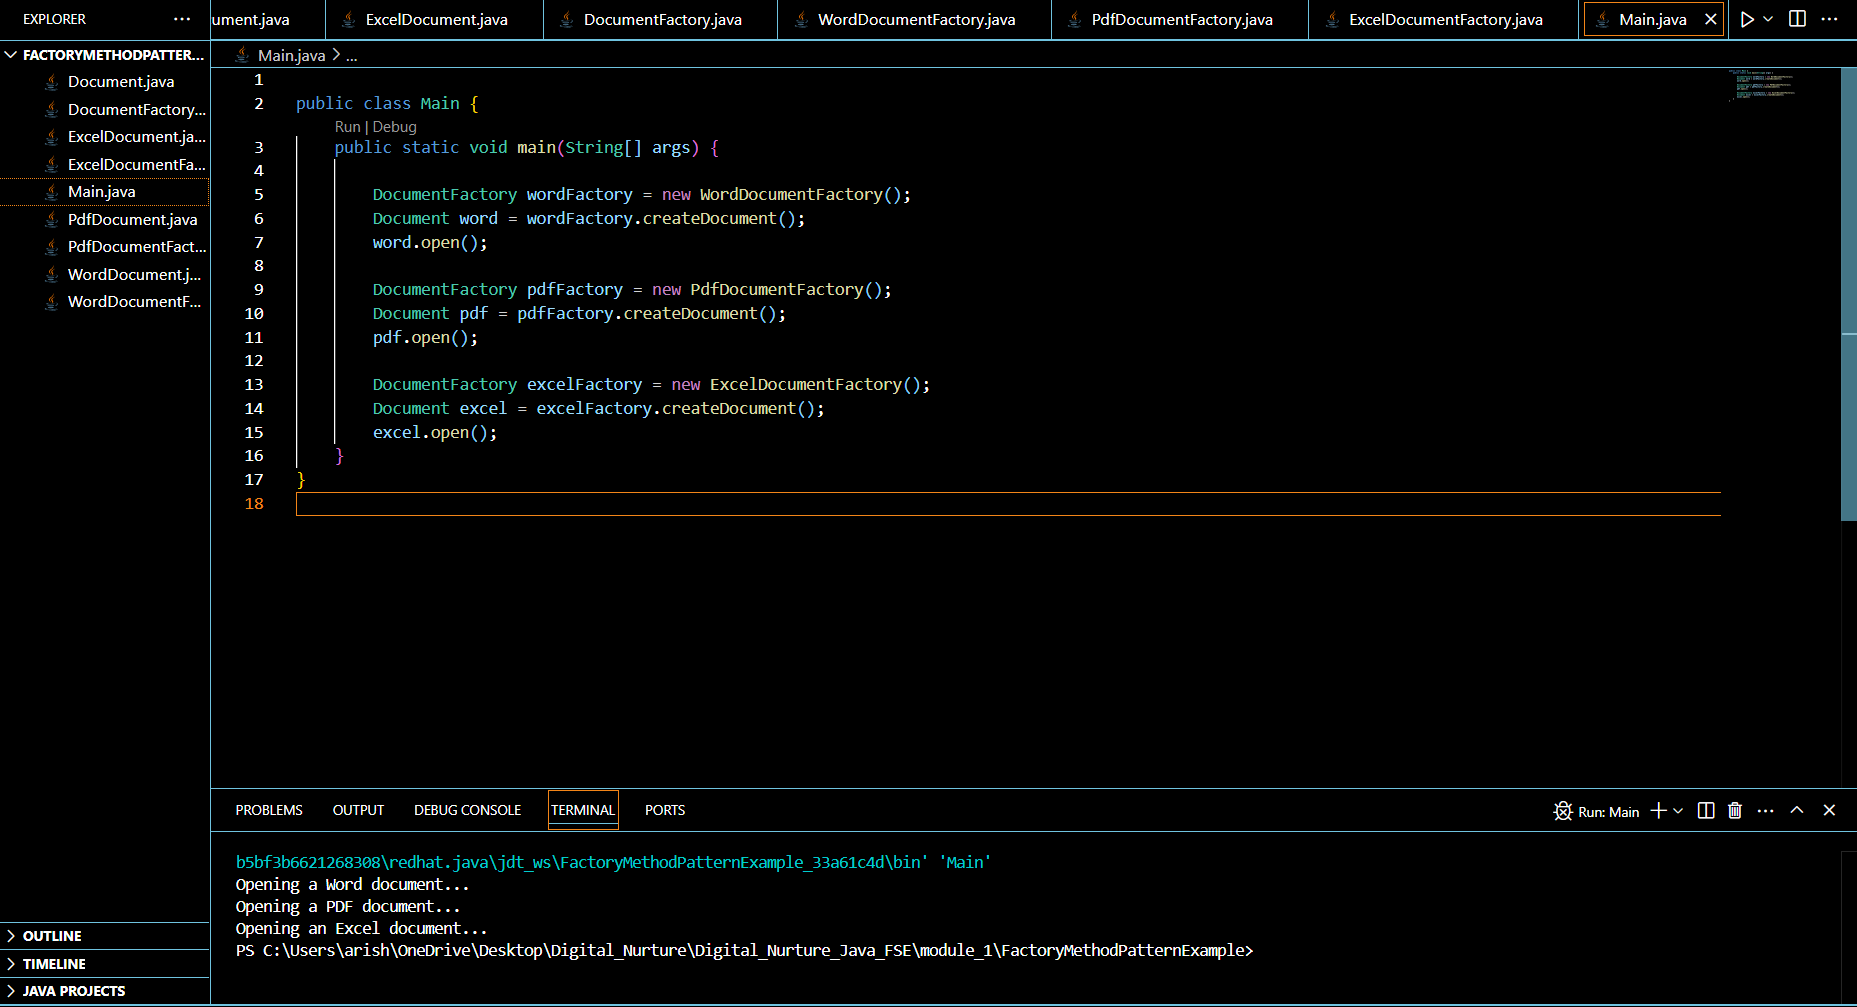 EXPLORER
FACTORYMETHODPATTER...
Document.java
DocumentFactory...
ExcelDocument.ja...
ExcelDocumentFa...
Main.java
PdfDocument.java
PdfDocumentFact...
WordDocument.j...
WordDocumentF...
OUTLINE
TIMELINE
JAVA PROJECTS
ument.java ExcelDocument.java DocumentFactory.java WordDocumentFactory.java PdfDocumentFactory.java ExcelDocumentFactory.java Main.java
Main.java > ...
1
2 public class Main {
Run | Debug
3 public static void main(String[] args) {
4
5 DocumentFactory wordFactory = new WordDocumentFactory();
6 Document word = wordFactory.createDocument();
7 word.open();
8
9 DocumentFactory pdfFactory = new PdfDocumentFactory();
10 Document pdf = pdfFactory.createDocument();
11 pdf.open();
12
13 DocumentFactory excelFactory = new ExcelDocumentFactory();
14 Document excel = excelFactory.createDocument();
15 excel.open();
16 }
17 }
18
PROBLEMS OUTPUT DEBUG CONSOLE TERMINAL PORTS Run: Main
b5bf3b6621268308\redhat.java\jdt_ws\FactoryMethodPatternExample_33a61c4d\bin' 'Main'
Opening a Word document...
Opening a PDF document...
Opening an Excel document...
PS C:\Users\arish\OneDrive\Desktop\Digital_Nurture\Digital_Nurture_Java_FSE\module_1\FactoryMethodPatternExample>